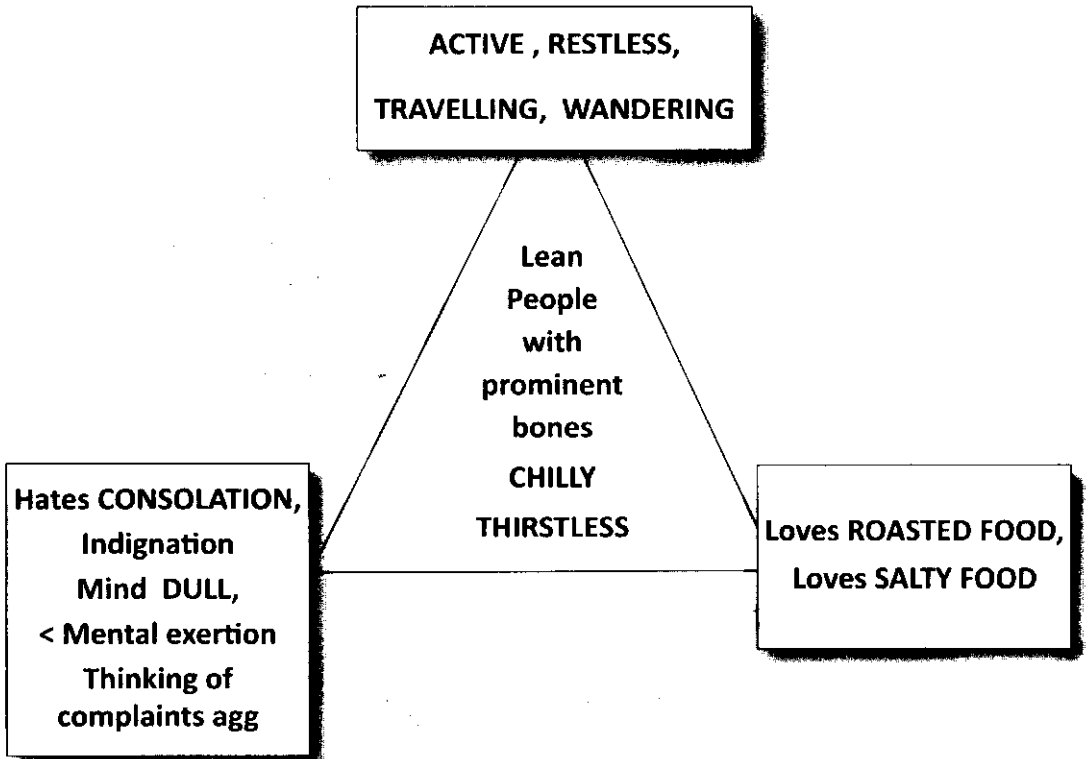 ACTIVE , RESTLESS,
TRAVELLING, WANDERING
Lean
People
with
prominent
bones
CHILLY
THIRSTLESS
Hates CONSOLATION,
Indignation
Mind DULL,
< Mental exertion
Thinking of
complaints agg
Loves ROASTED FOOD,
Loves SALTY FOOD